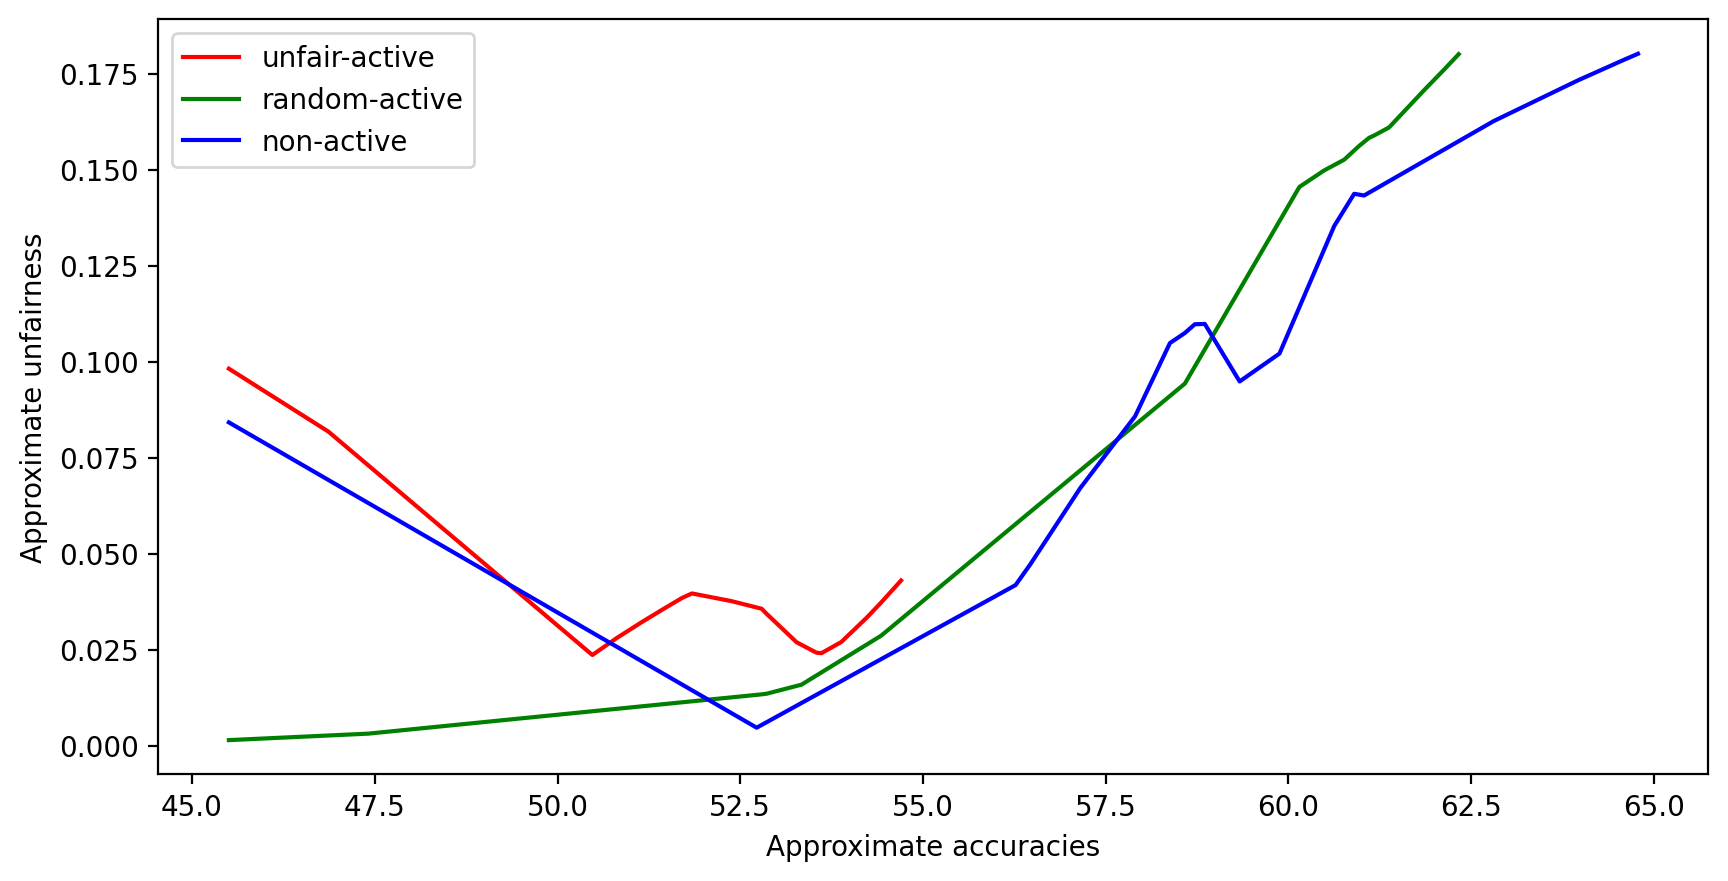 unfair-active
random-active
non-active
Approximate unfairness
0.175
0.150
0.125
0.100
0.075
0.050
0.025
0.000
45.0 47.5 50.0 52.5 55.0 57.5 60.0 62.5 65.0
Approximate accuracies